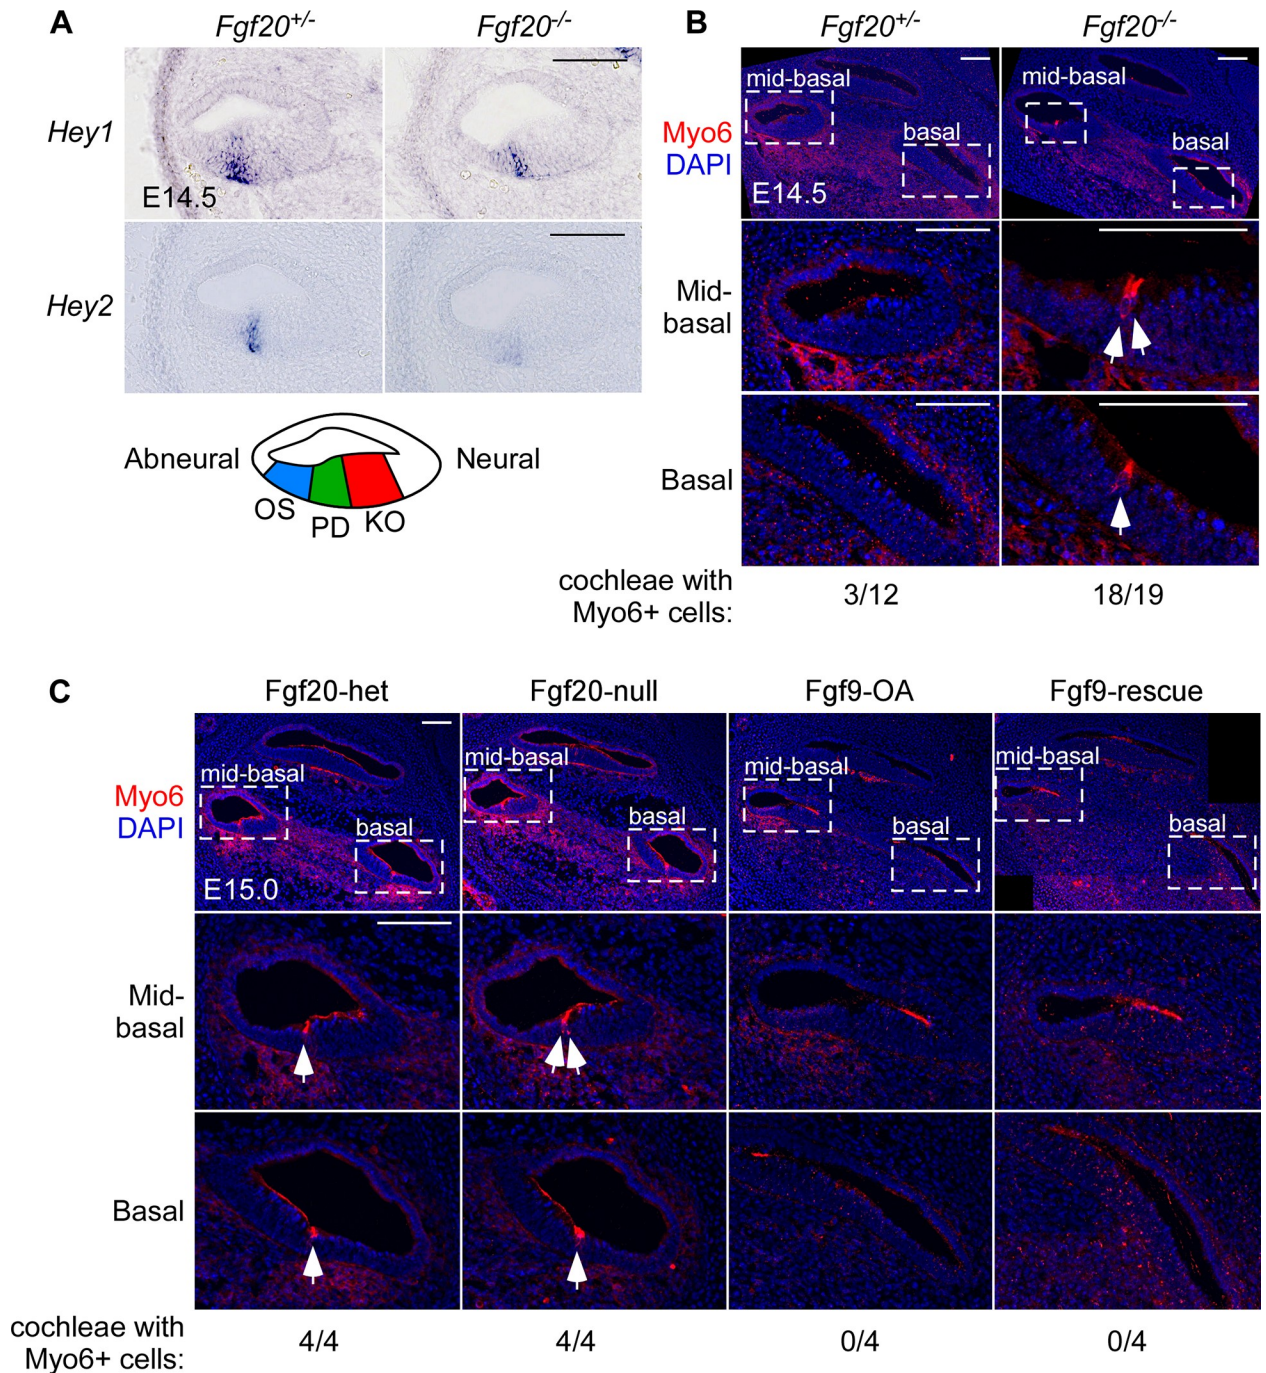 A
Fgf20+/-
Fgf20-/-
Hey1
E14.5
Hey2
Abneural
Neural
OS
PD
KO
B
Fgf20+/-
Fgf20-/-
Myo6
DAPI
mid-basal
basal
E14.5
mid-basal
basal
Mid-
basal
Basal
cochleae with
Myo6+ cells:
3/12
18/19
C
Fgf20-het
Fgf20-null
Fgf9-OA
Fgf9-rescue
Myo6
DAPI
mid-basal
basal
E15.0
mid-basal
basal
mid-basal
basal
mid-basal
basal
Mid-
basal
Basal
cochleae with
Myo6+ cells:
4/4
4/4
0/4
0/4